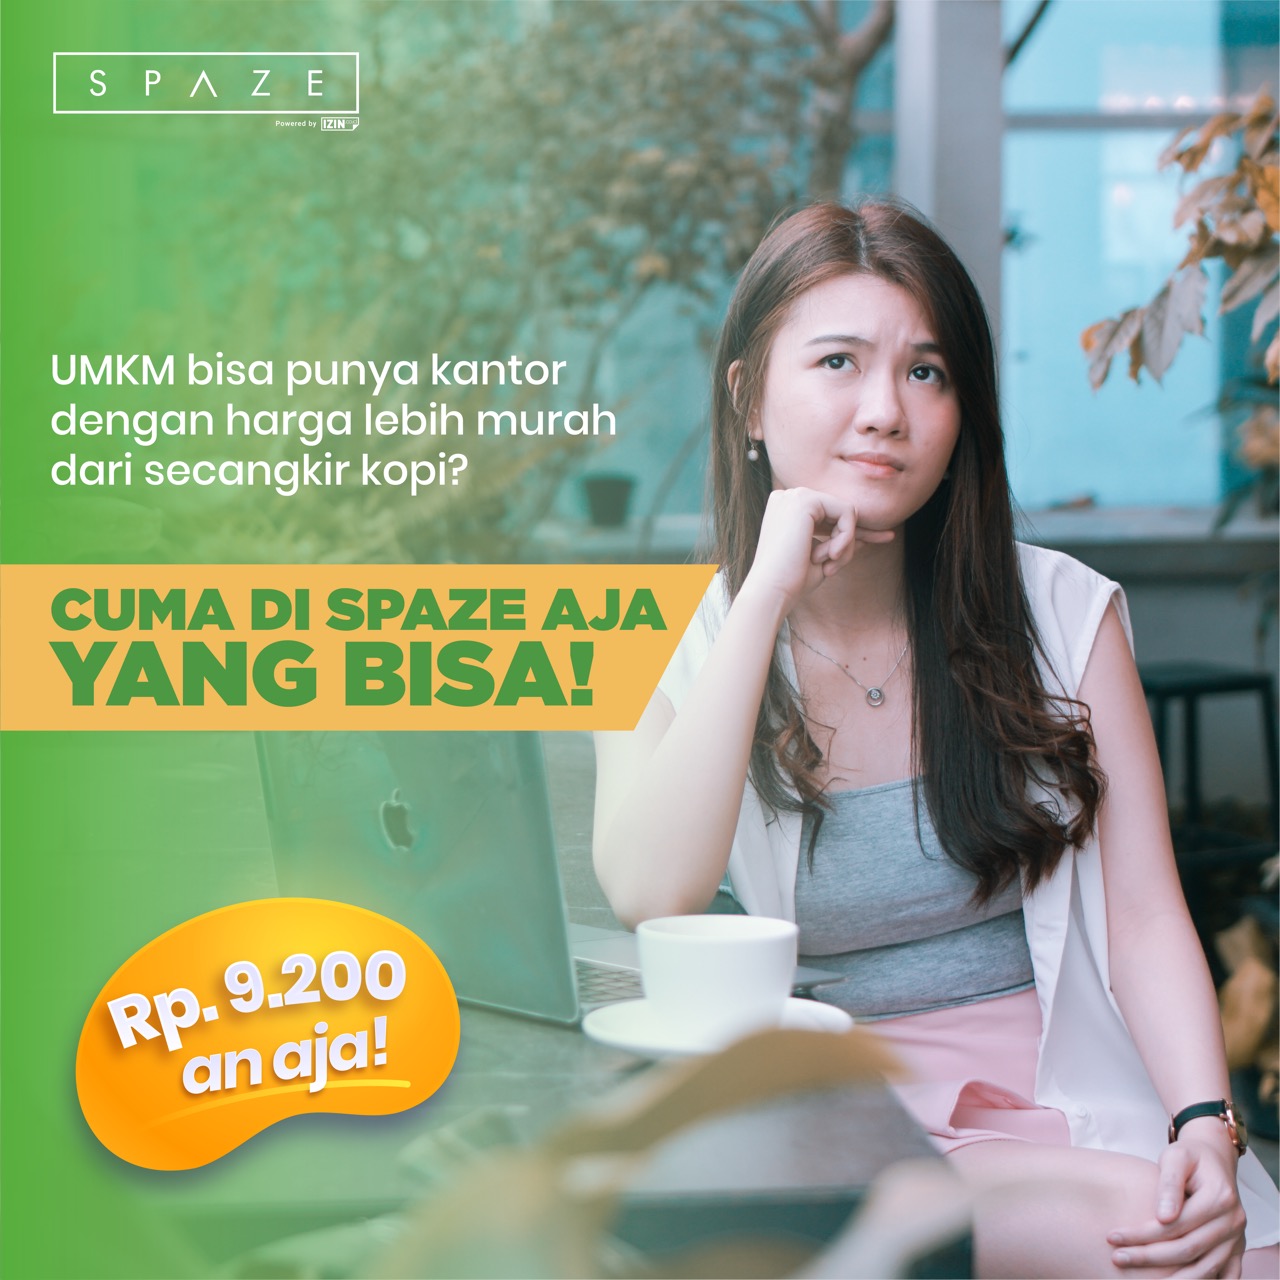 SPAZE
Powered by IZIN
UMKM bisa punya kantor
dengan harga lebih murah
dari secangkir kopi?
CUMA DI SPAZE AJA
YANG BISA!
Rp. 9.200
an aja!